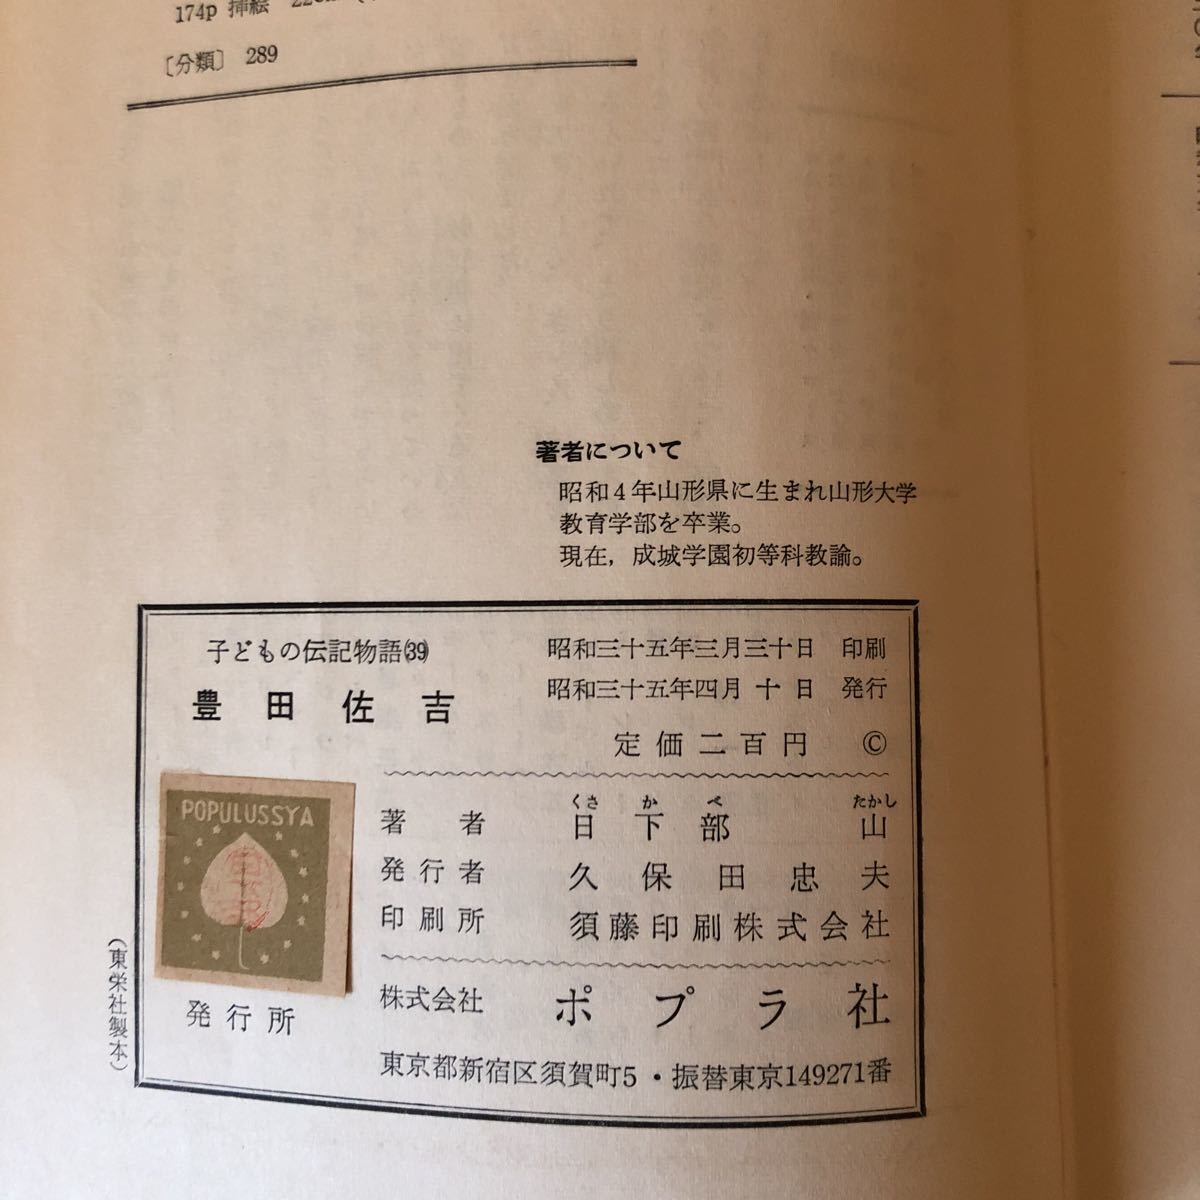 174p 挿絵
〔分類〕 289
著者について
昭和4年山形県に生まれ山形大学
教育学部を卒業。
現在，成城学園初等科教諭。
子どもの伝記物語(39)
豊田佐吉
昭和三十五年三月三十日 印刷
昭和三十五年四月十日 発行
定価二百円 ©
POPULUSSYA
くさ か べ たかし
著者 日下部 山
発行者 久保田忠夫
印刷所 須藤印刷株式会社
発行所
株式会社 ポプラ社
東京都新宿区須賀町5・振替東京149271番
(東栄社製本)